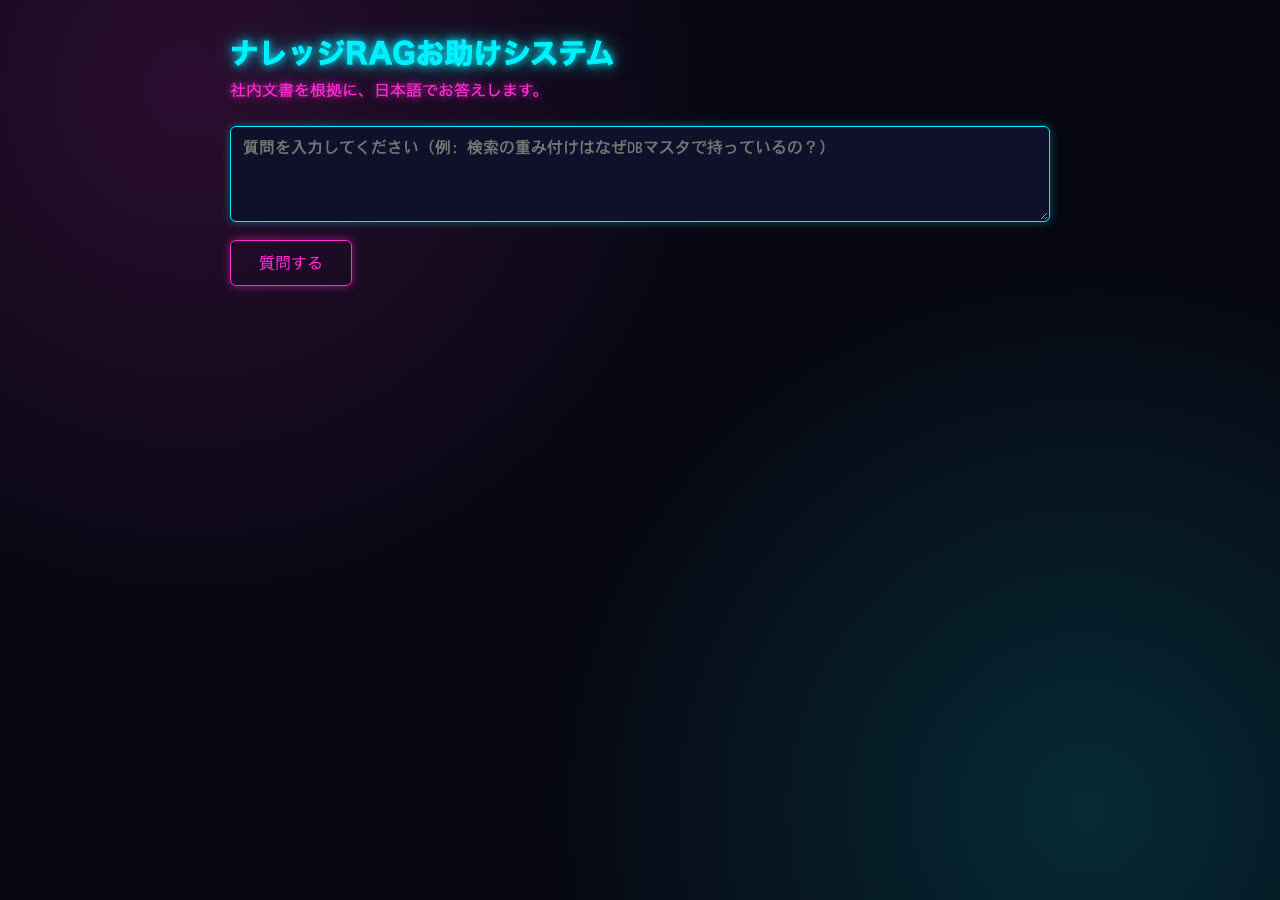 ナレッジRAGお助けシステム
社内文書を根拠に、日本語でお答えします。
質問を入力してください（例: 検索の重み付けはなぜDBマスタで持っているの？）
質問する